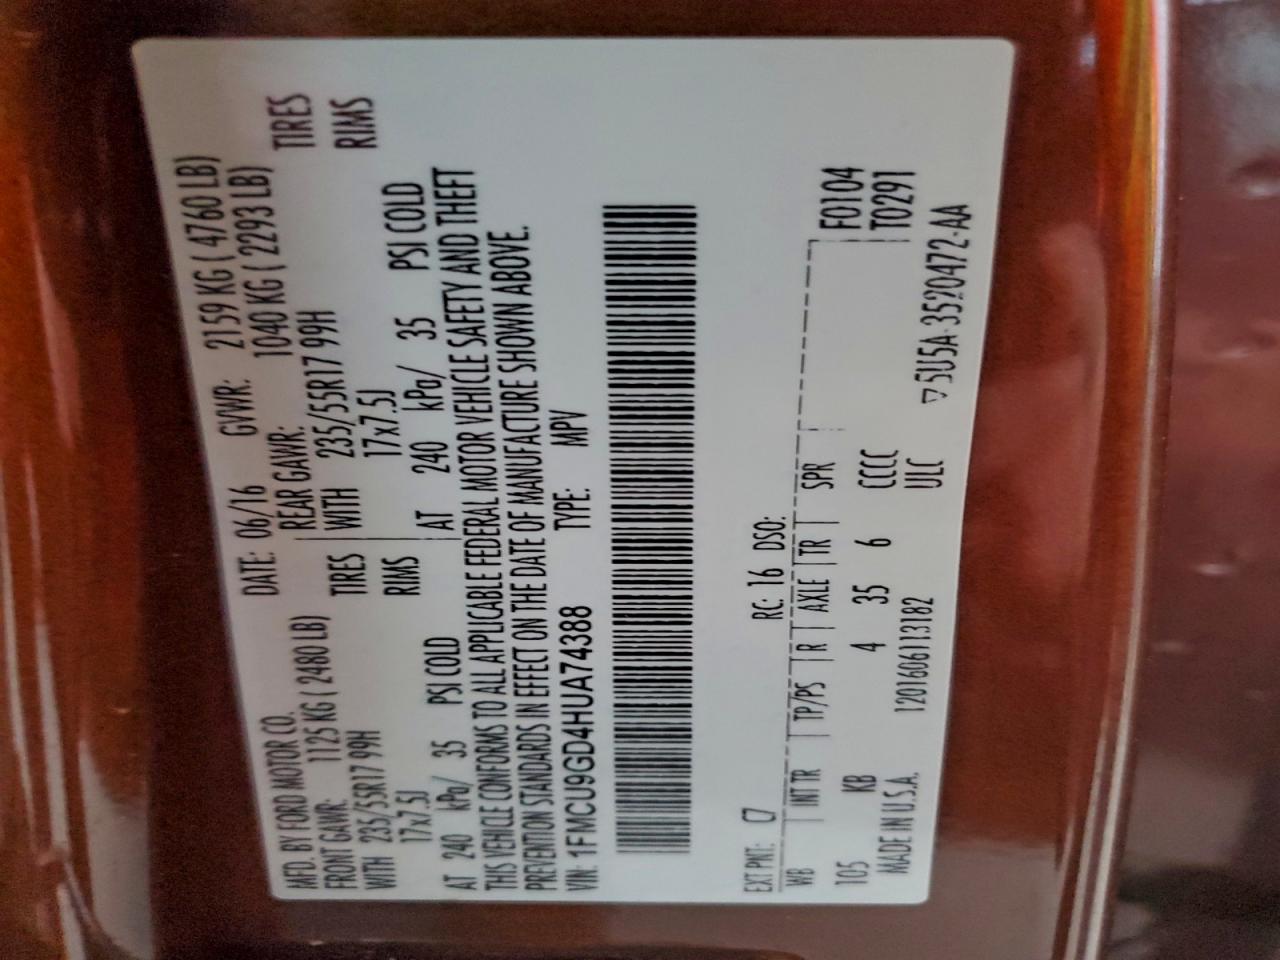 MFD. BY FORD MOTOR CO. DATE: 06/16 GVWR: 2159 KG ( 4760 LB)
FRONT GAWR: 1125 KG ( 2480 LB) REAR GAWR: 1040 KG ( 2293 LB)
WITH 235/55R17 99H TIRES WITH 235/55R17 99H TIRES
17x7.5J RIMS 17x7.5J RIMS
AT 240 kPa/ 35 PSI COLD AT 240 kPa/ 35 PSI COLD
THIS VEHICLE CONFORMS TO ALL APPLICABLE FEDERAL MOTOR VEHICLE SAFETY AND THEFT
PREVENTION STANDARDS IN EFFECT ON THE DATE OF MANUFACTURE SHOWN ABOVE.
VIN: 1FMCU9GD4HUA74388 TYPE: MPV
EXT PNT: RC: 16 DSO:
WB INT TR TP/PS R AXLE TR SPR F0104
105 KB 4 35 6 CCCC T0291
MADE IN U.S.A. 1201606113182 ULC
5U5A-3520472-AA